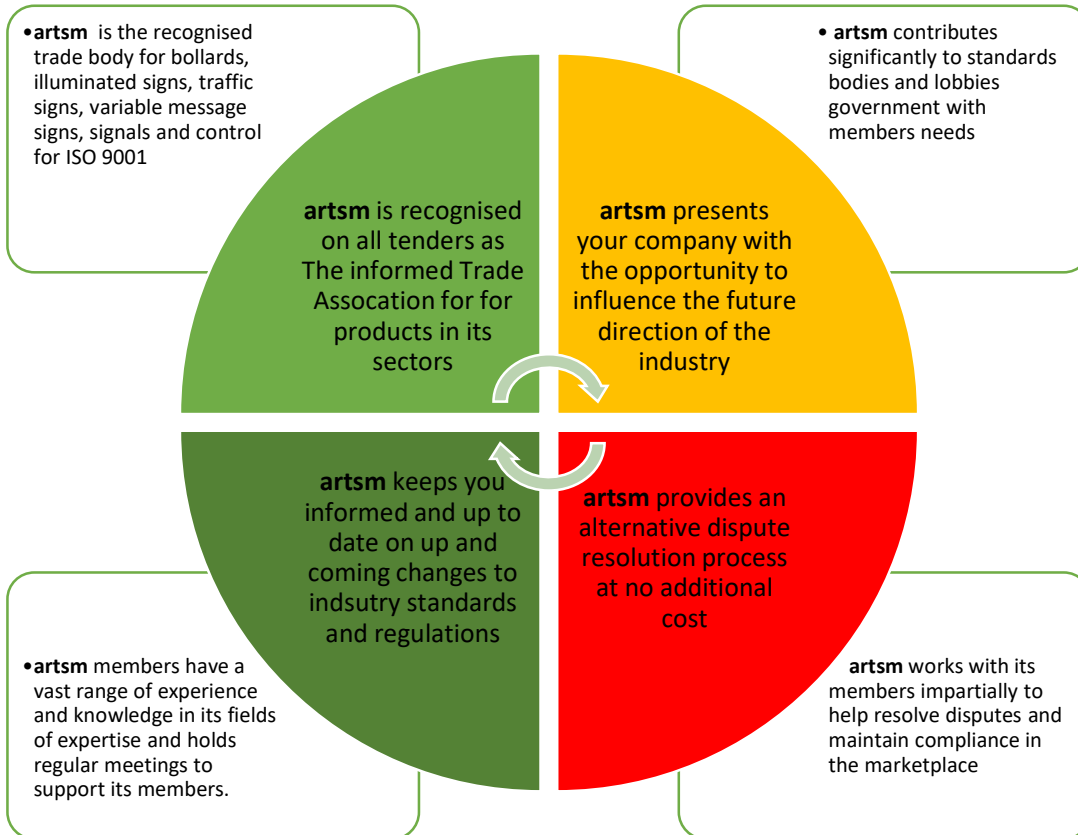 •artsm is the recognised
trade body for bollards,
illuminated signs, traffic
signs, variable message
signs, signals and control
for ISO 9001
• artsm contributes
significantly to standards
bodies and lobbies
government with
members needs
artsm is recognised
on all tenders as
The informed Trade
Assocation for for
products in its
sectors
artsm presents
your company with
the opportunity to
influence the future
direction of the
industry
artsm keeps you
informed and up to
date on up and
coming changes to
indsutry standards
and regulations
artsm provides an
alternative dispute
resolution process
at no additional
cost
•artsm members have a
vast range of experience
and knowledge in its fields
of expertise and holds
regular meetings to
support its members.
artsm works with its
members impartially to
help resolve disputes and
maintain compliance in
the marketplace